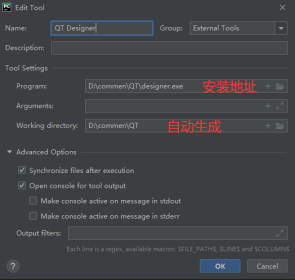 Edit Tool
Name: QT Designer Group: External Tools
Description:
Tool Settings
Program: D:\commen\QT\designer.exe 安装地址
Arguments:
Working directory: D:\commen\QT 自动生成
Advanced Options
Synchronize files after execution
Open console for tool output
Make console active on message in stdout
Make console active on message in stderr
Output filters:
Each line is a regex, available macros: $FILE_PATH$, $LINE$ and $COLUMN$
? OK Cancel